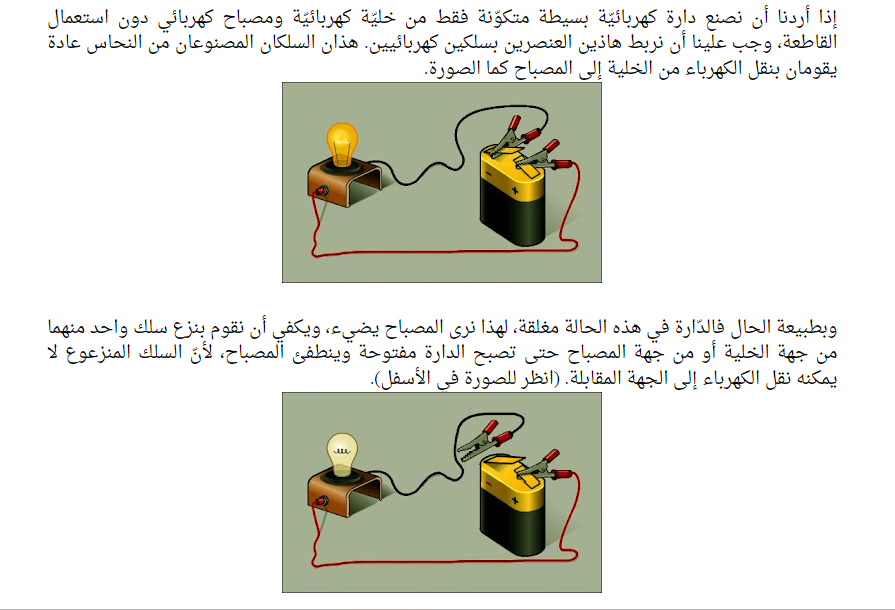 إذا أردنا أن نصنع دارة كهربائيّة بسيطة متكوّنة فقط من خليّة كهربائيّة ومصباح كهربائي دون استعمال
القاطعة، وجب علينا أن نربط هاذين العنصرين بسلكين كهربائيين. هذان السلكان المصنوعان من النحاس عادة
يقومان بنقل الكهرباء من الخلية إلى المصباح كما الصورة.
- +
وبطبيعة الحال فالدّارة في هذه الحالة مغلقة، لهذا نرى المصباح يضيء، ويكفي أن نقوم بنزع سلك واحد منهما
من جهة الخلية أو من جهة المصباح حتى تصبح الدارة مفتوحة وينطفئ المصباح، لأنّ السلك المنزعوع لا
يمكنه نقل الكهرباء إلى الجهة المقابلة. (انظر للصورة في الأسفل).
- +